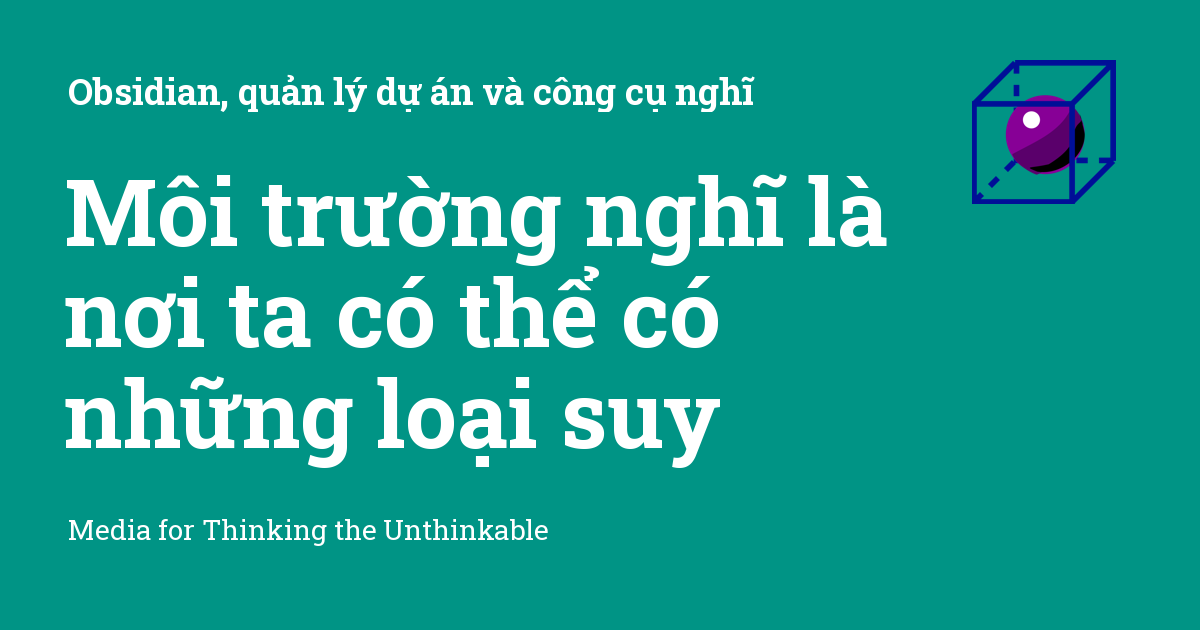 Obsidian, quản lý dự án và công cụ nghĩ
Môi trường nghĩ là
nơi ta có thể có
những loại suy
Media for Thinking the Unthinkable